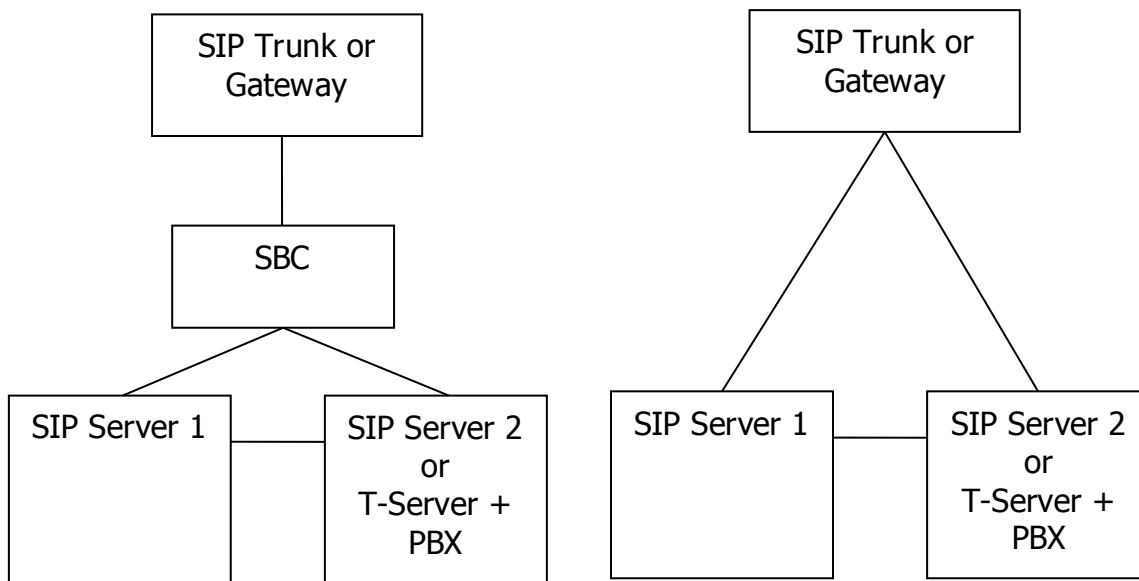 SIP Trunk or
Gateway
SBC
SIP Server 1
SIP Server 2
or
T-Server +
PBX
SIP Trunk or
Gateway
SIP Server 1
SIP Server 2
or
T-Server +
PBX